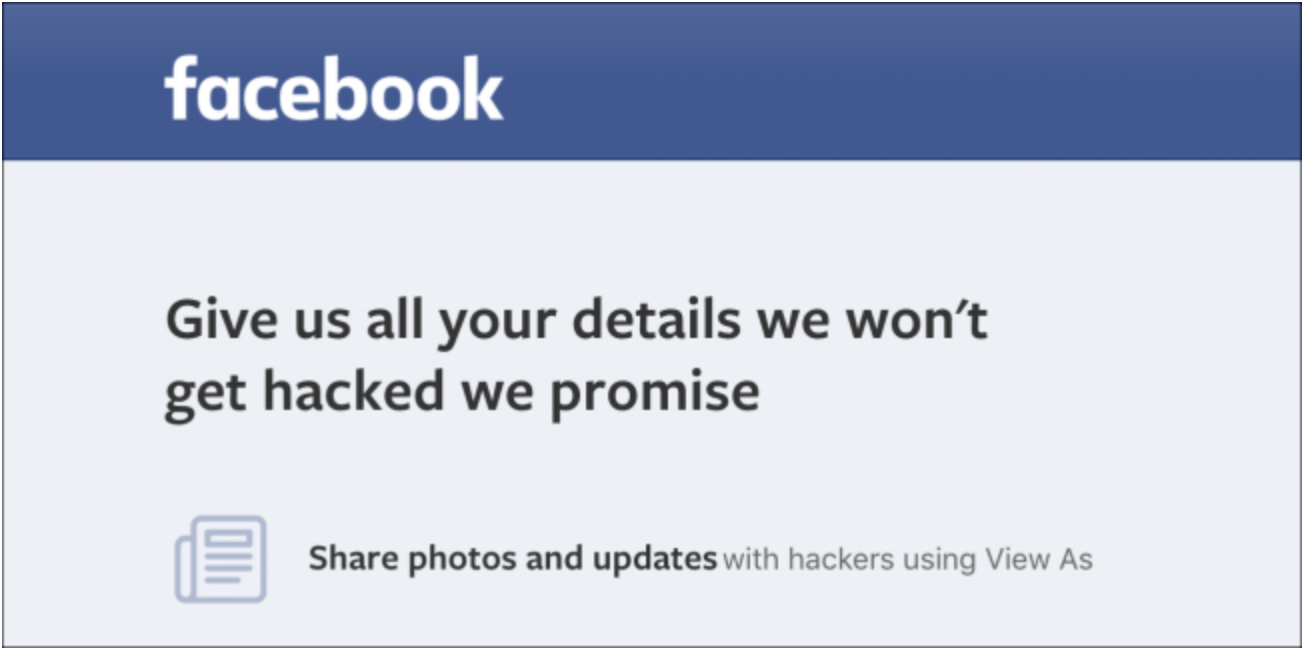 facebook
Give us all your details we won't
get hacked we promise
Share photos and updates with hackers using View As